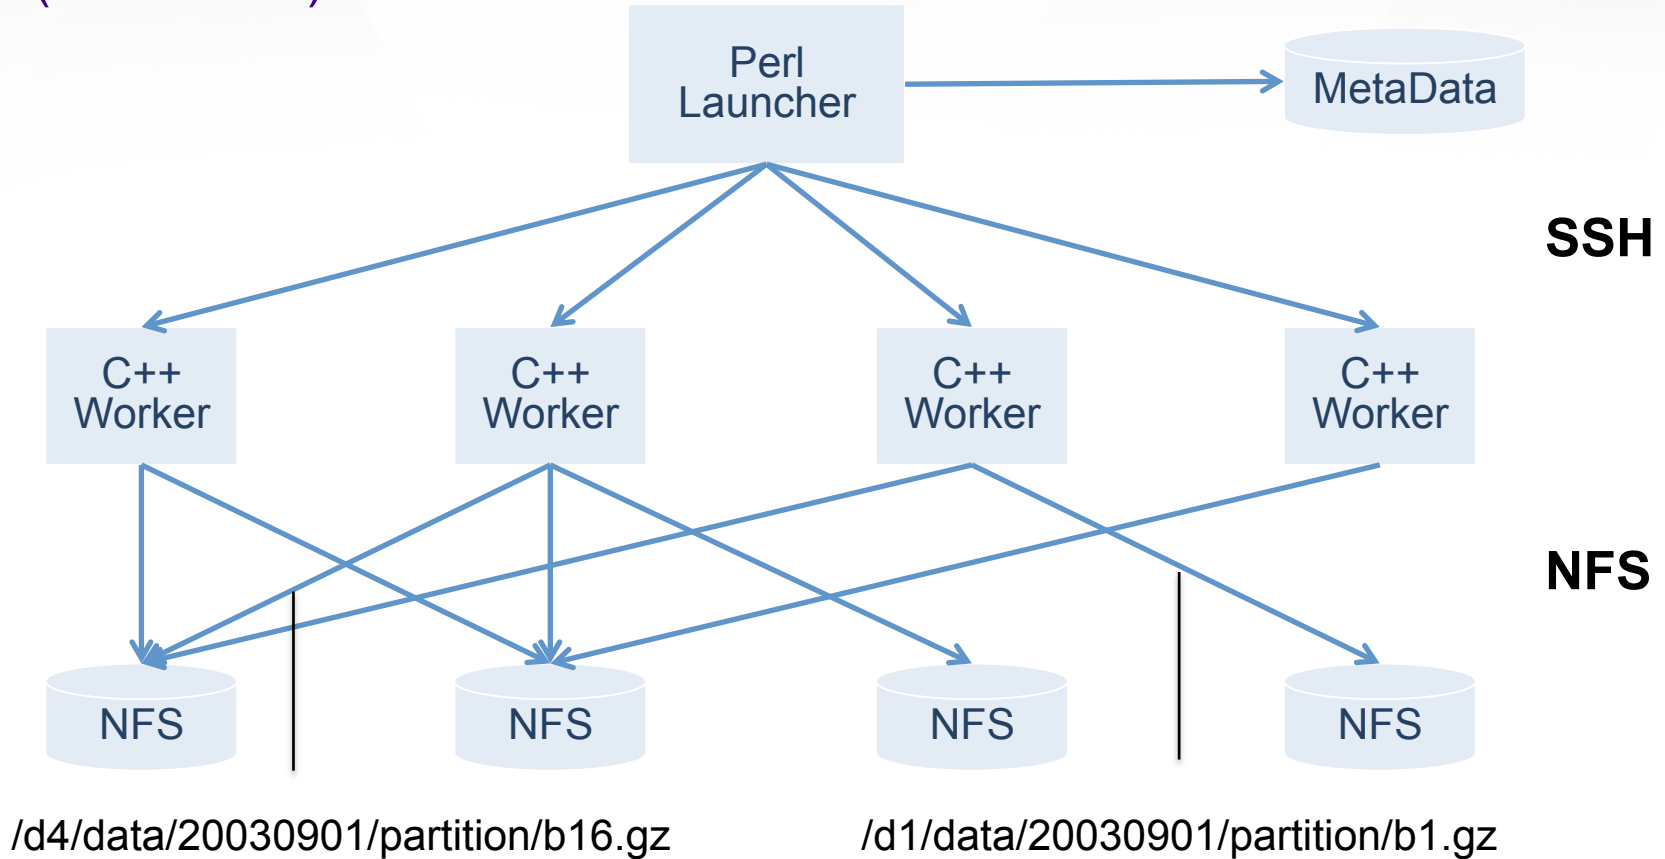 Perl
Launcher
MetaData
SSH
C++
Worker
C++
Worker
C++
Worker
C++
Worker
NFS
NFS
NFS
NFS
NFS
/d4/data/20030901/partition/b16.gz
/d1/data/20030901/partition/b1.gz